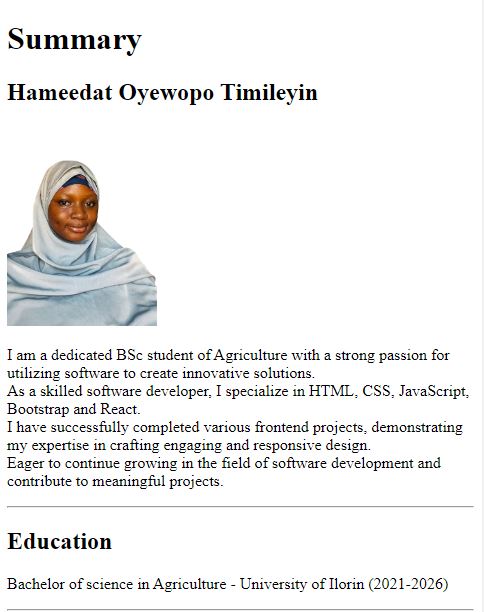 Summary
Hameedat Oyewopo Timileyin
I am a dedicated BSc student of Agriculture with a strong passion for
utilizing software to create innovative solutions.
As a skilled software developer, I specialize in HTML, CSS, JavaScript,
Bootstrap and React.
I have successfully completed various frontend projects, demonstrating
my expertise in crafting engaging and responsive design.
Eager to continue growing in the field of software development and
contribute to meaningful projects.
Education
Bachelor of science in Agriculture - University of Ilorin (2021-2026)